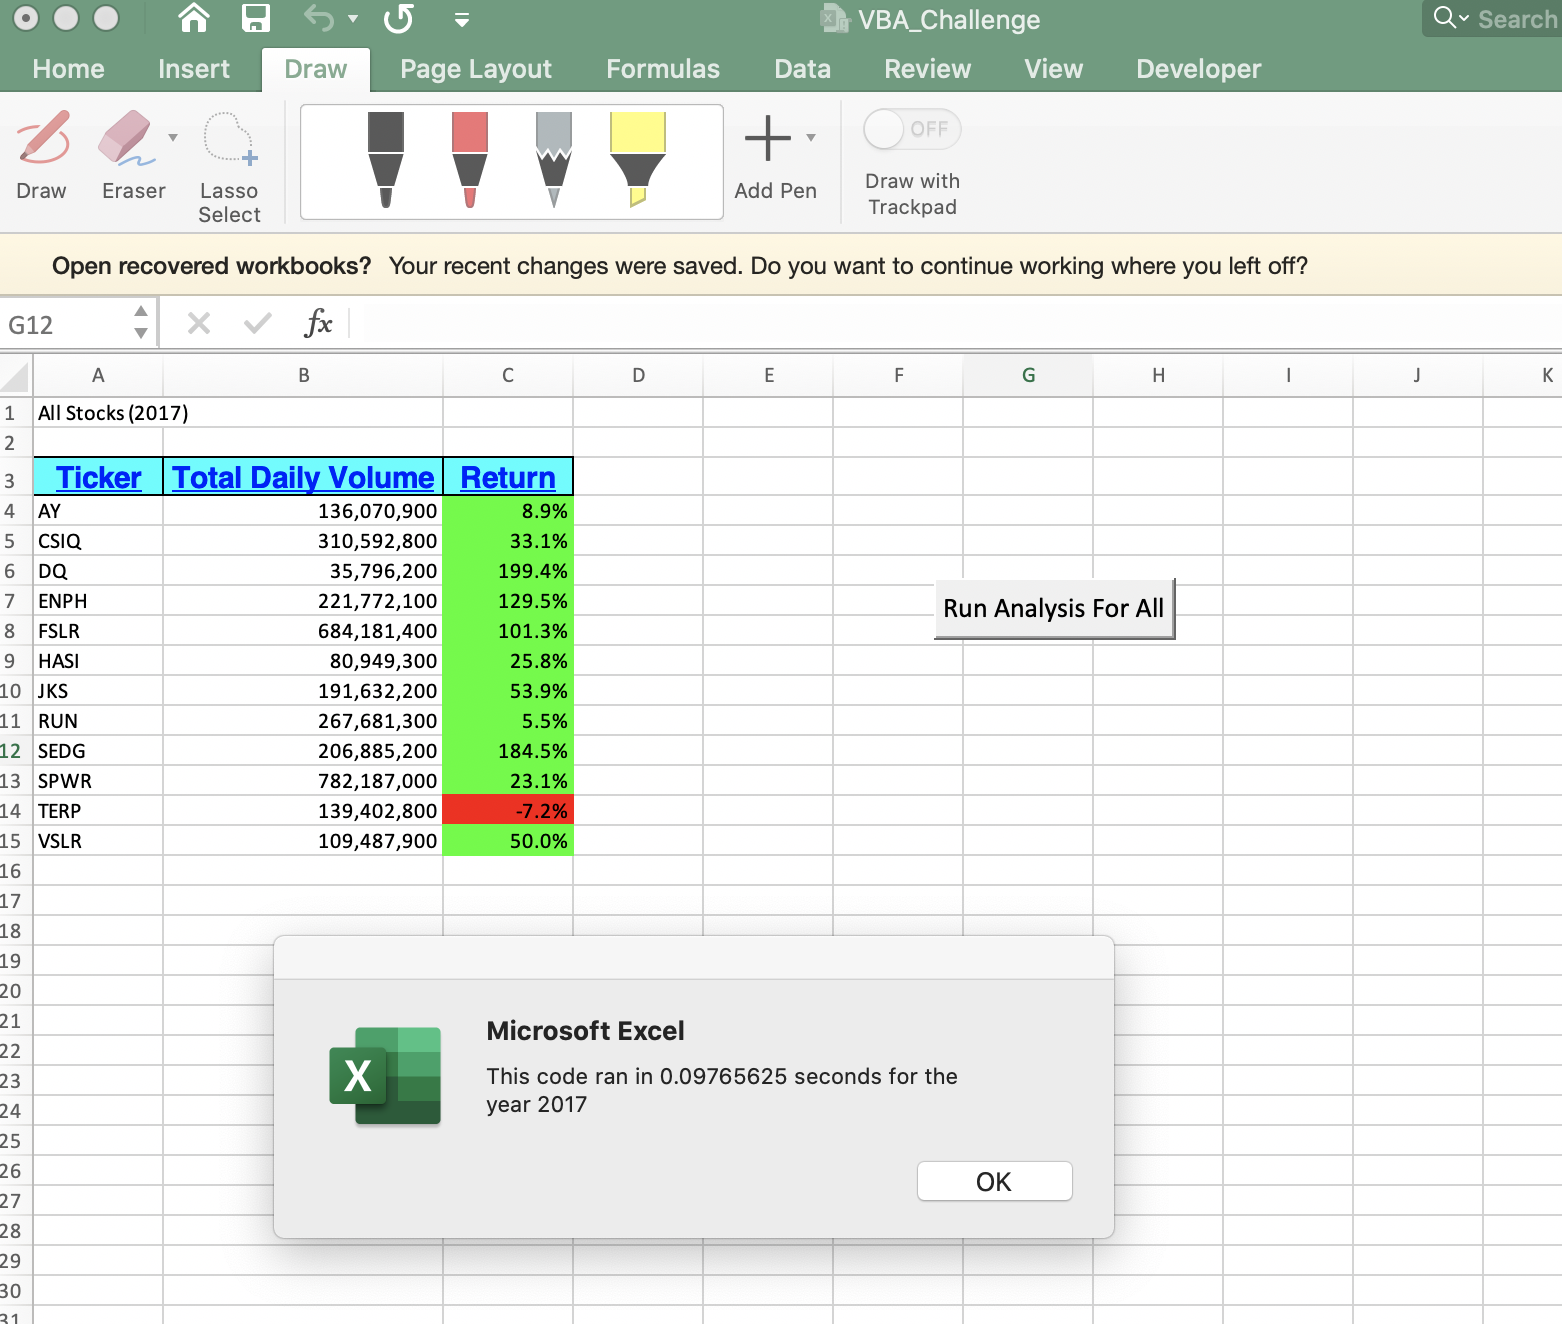 VBA_Challenge
Search
Home Insert Draw Page Layout Formulas Data Review View Developer
Draw
Eraser
Lasso
Select
Add Pen
OFF
Draw with
Trackpad
Open recovered workbooks? Your recent changes were saved. Do you want to continue working where you left off?
G12
fx
A B C D E F G H I J K
1 All Stocks (2017)
2
3 Ticker Total Daily Volume Return
4 AY 136,070,900 8.9%
5 CSIQ 310,592,800 33.1%
6 DQ 35,796,200 199.4%
7 ENPH 221,772,100 129.5%
Run Analysis For All
8 FSLR 684,181,400 101.3%
9 HASI 80,949,300 25.8%
10 JKS 191,632,200 53.9%
11 RUN 267,681,300 5.5%
12 SEDG 206,885,200 184.5%
13 SPWR 782,187,000 23.1%
14 TERP 139,402,800 -7.2%
15 VSLR 109,487,900 50.0%
16
17
18
19
20
21
22
23
24
25
26
27
28
29
30
31
X
Microsoft Excel
This code ran in 0.09765625 seconds for the
year 2017
OK